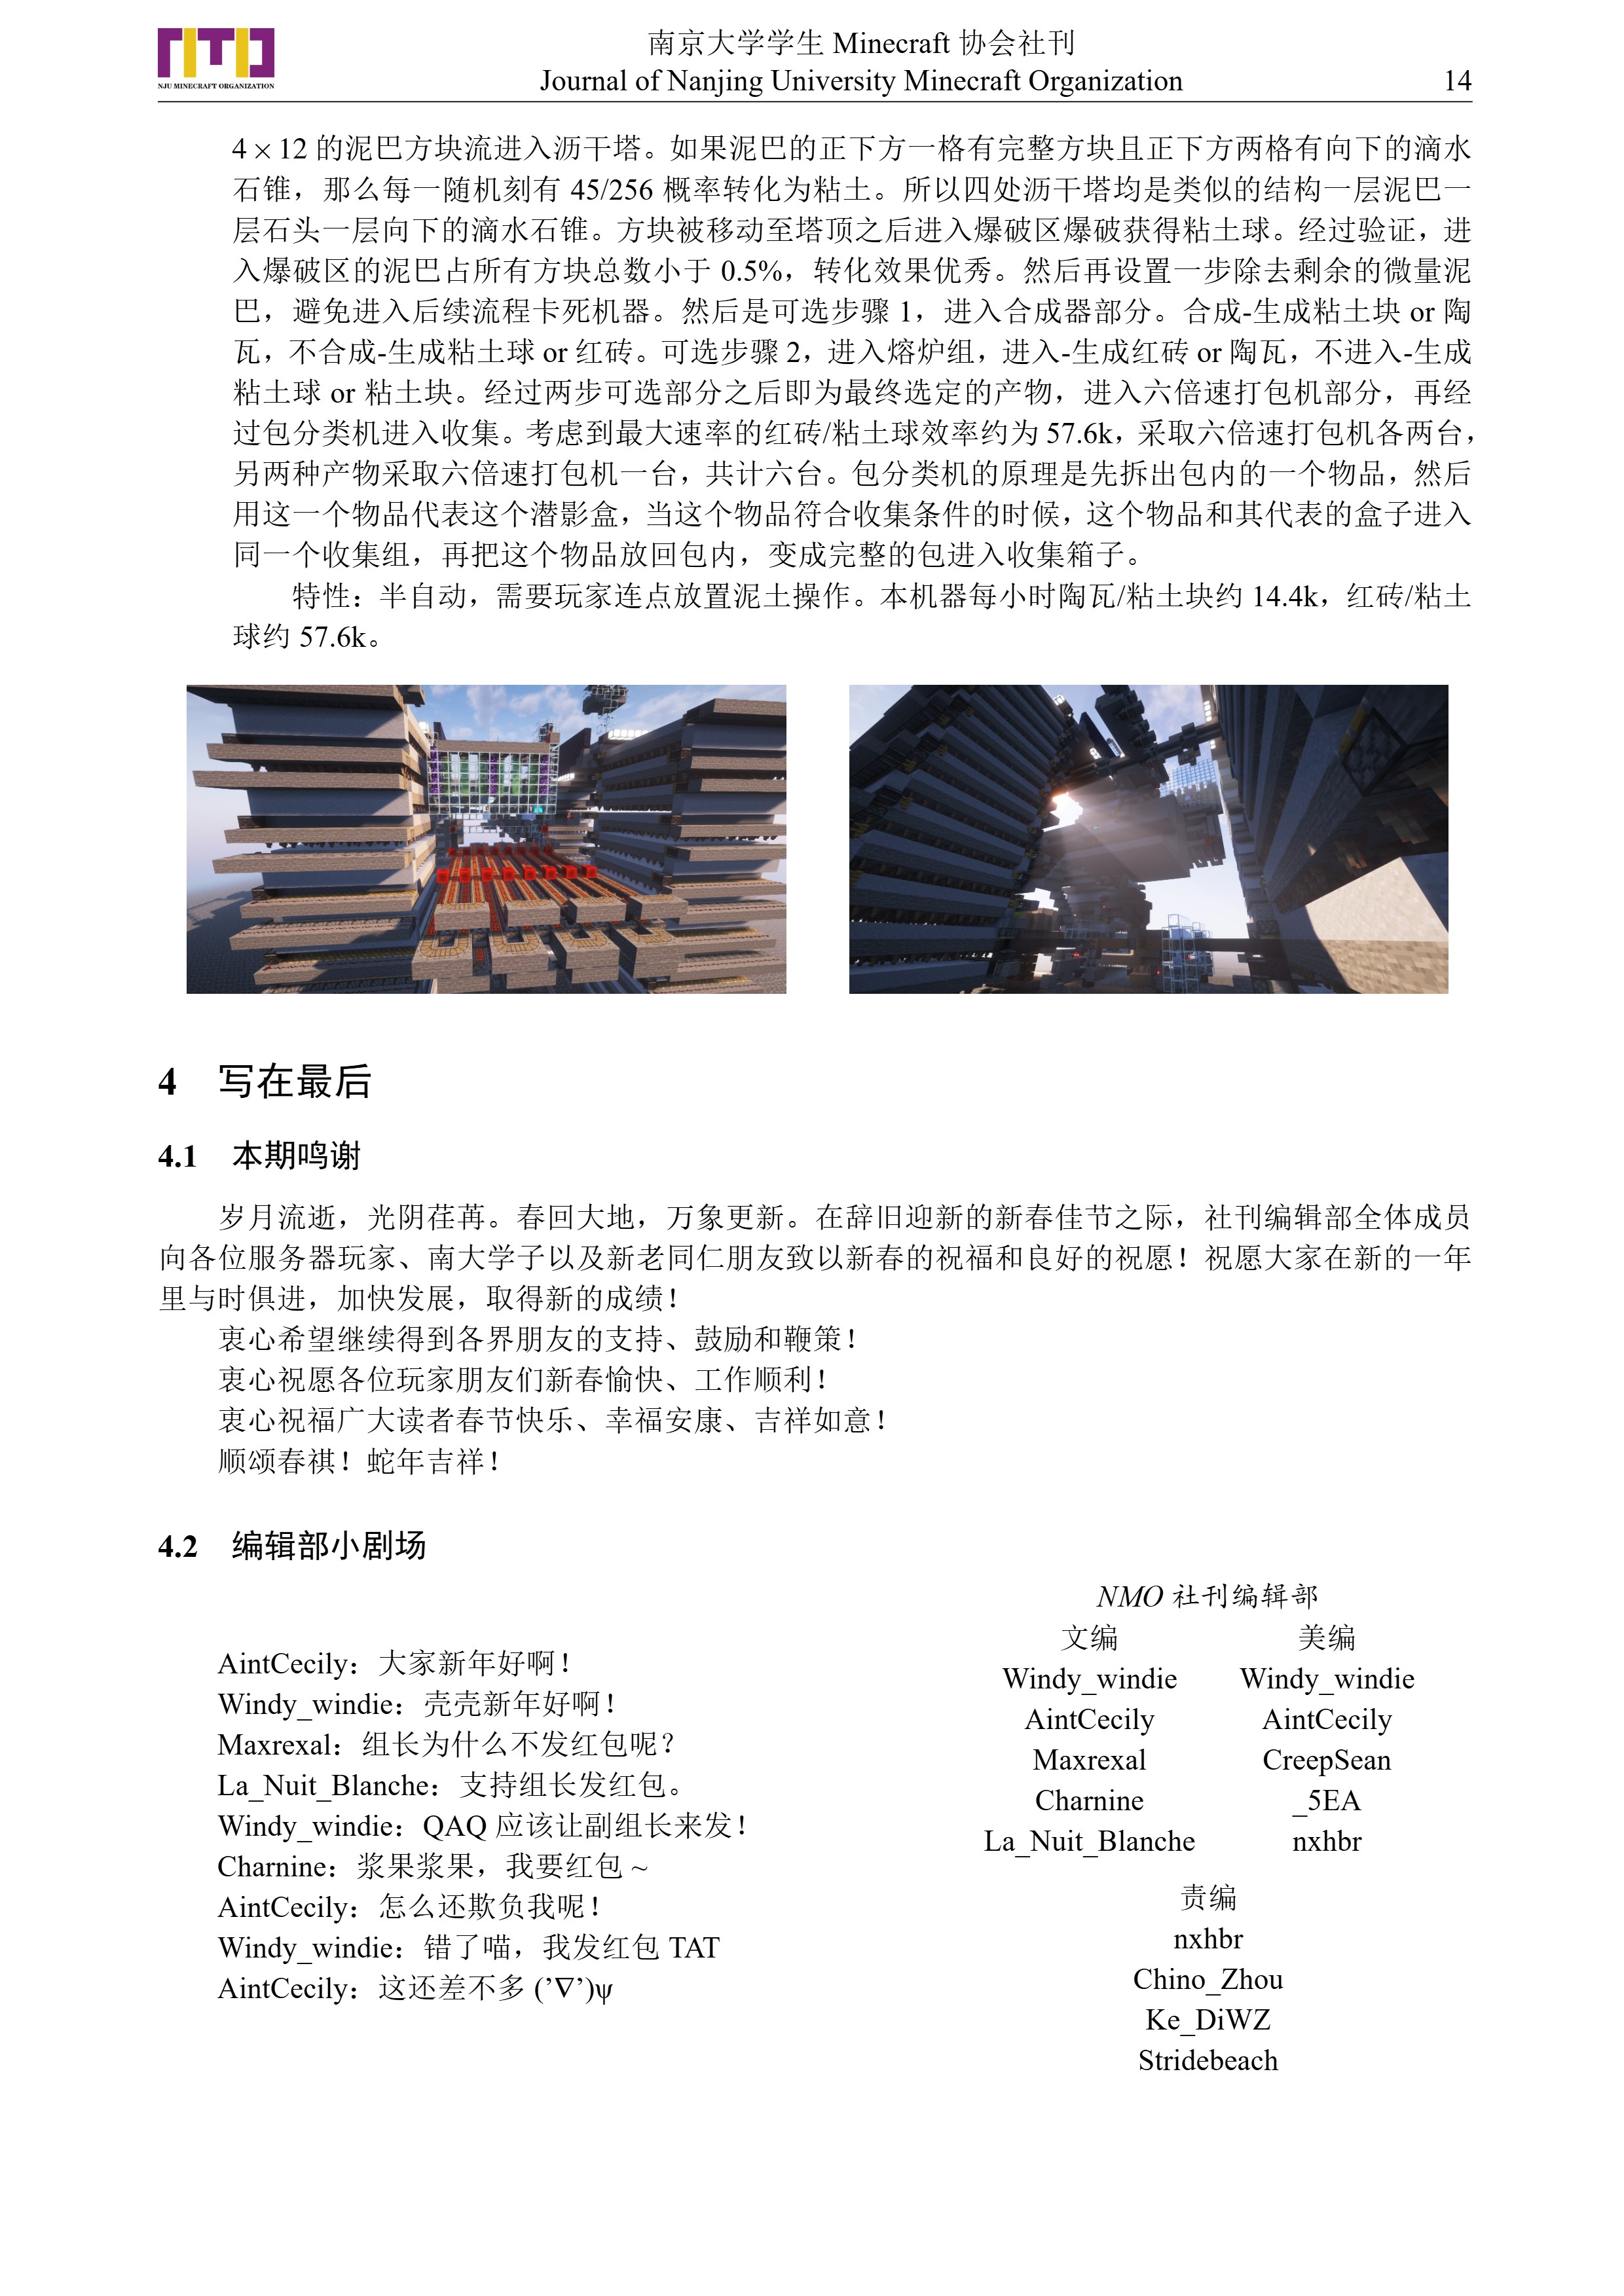 NJU MINECRAFT ORGANIZATION
南京大学学生 Minecraft 协会社刊
Journal of Nanjing University Minecraft Organization
14
4 × 12 的泥巴方块流进入沥干塔。如果泥巴的正下方一格有完整方块且正下方两格有向下的滴水
石锥，那么每一随机刻有 45/256 概率转化为粘土。所以四处沥干塔均是类似的结构一层泥巴一
层石头一层向下的滴水石锥。方块被移动至塔顶之后进入爆破区爆破获得粘土球。经过验证，进
入爆破区的泥巴占所有方块总数小于 0.5%，转化效果优秀。然后再设置一步除去剩余的微量泥
巴，避免进入后续流程卡死机器。然后是可选步骤 1，进入合成器部分。合成-生成粘土块 or 陶
瓦，不合成-生成粘土球 or 红砖。可选步骤 2，进入熔炉组，进入-生成红砖 or 陶瓦，不进入-生成
粘土球 or 粘土块。经过两步可选部分之后即为最终选定的产物，进入六倍速打包机部分，再经
过包分类机进入收集。考虑到最大速率的红砖/粘土球效率约为 57.6k，采取六倍速打包机各两台，
另两种产物采取六倍速打包机一台，共计六台。包分类机的原理是先拆出包内的一个物品，然后
用这一个物品代表这个潜影盒，当这个物品符合收集条件的时候，这个物品和其代表的盒子进入
同一个收集组，再把这个物品放回包内，变成完整的包进入收集箱子。
特性：半自动，需要玩家连点放置泥土操作。本机器每小时陶瓦/粘土块约 14.4k，红砖/粘土
球约 57.6k。
4 写在最后
4.1 本期鸣谢
岁月流逝，光阴荏苒。春回大地，万象更新。在辞旧迎新的新春佳节之际，社刊编辑部全体成员
向各位服务器玩家、南大学子以及新老同仁朋友致以新春的祝福和良好的祝愿！祝愿大家在新的一年
里与时俱进，加快发展，取得新的成绩！
衷心希望继续得到各界朋友的支持、鼓励和鞭策！
衷心祝愿各位玩家朋友们新春愉快、工作顺利！
衷心祝福广大读者春节快乐、幸福安康、吉祥如意！
顺颂春祺！蛇年吉祥！
4.2 编辑部小剧场
AintCecily：大家新年好啊！
Windy_windie：壳壳新年好啊！
Maxrexal：组长为什么不发红包呢？
La_Nuit_Blanche：支持组长发红包。
Windy_windie：QAQ 应该让副组长来发！
Charnine：浆果浆果，我要红包 ~
AintCecily：怎么还欺负我呢！
Windy_windie：错了喵，我发红包 TAT
AintCecily：这还差不多 (’∇’)ψ
NMO 社刊编辑部
文编 美编
Windy_windie Windy_windie
AintCecily AintCecily
Maxrexal CreepSean
Charnine _5EA
La_Nuit_Blanche nxhbr
责编
nxhbr
Chino_Zhou
Ke_DiWZ
Stridebeach